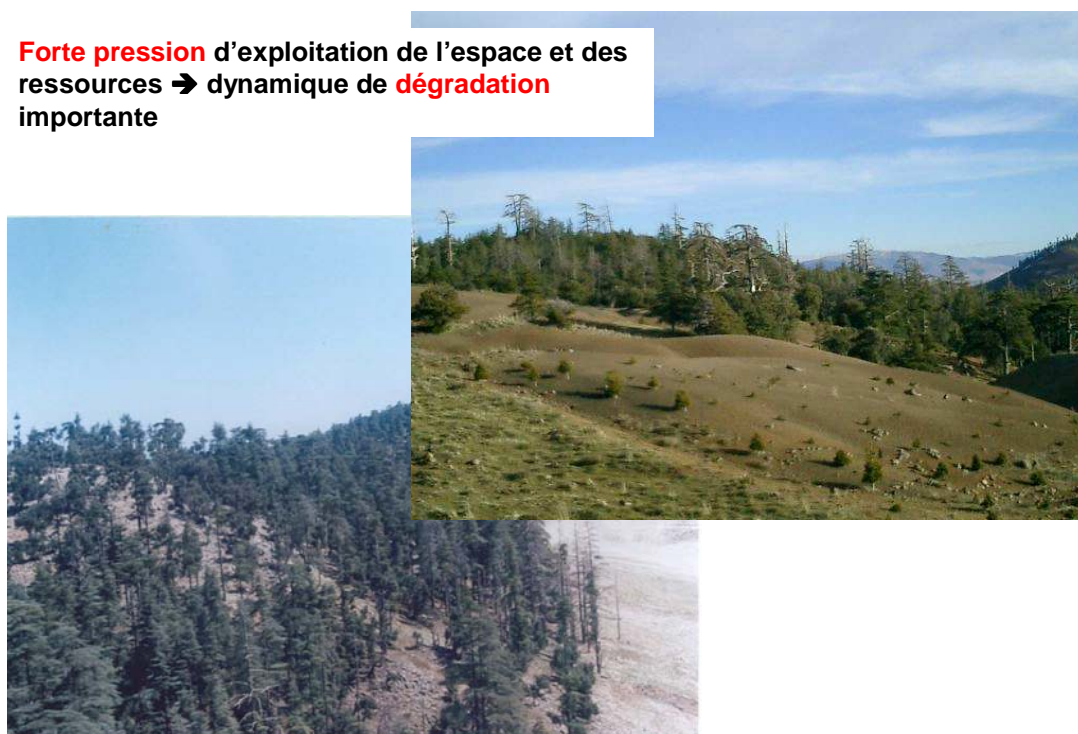 Forte pression d’exploitation de l’espace et des
ressources ➔ dynamique de dégradation
importante